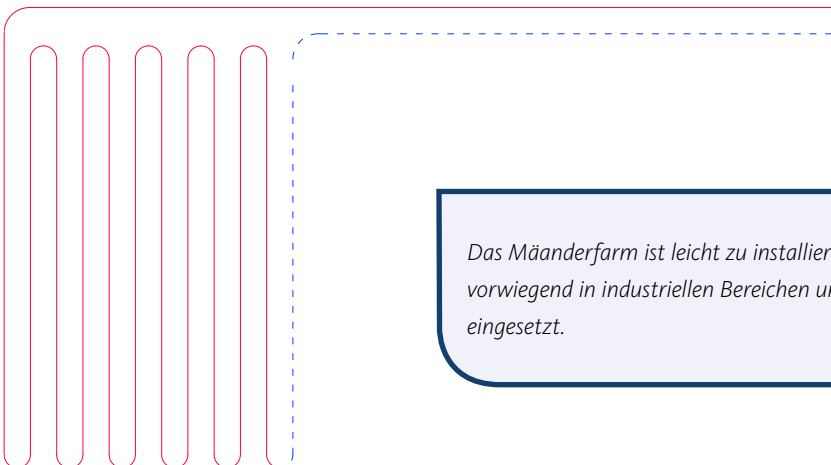 Das Mäanderfarm ist leicht zu installier
vorwiegend in industriellen Bereichen
eingesetzt.